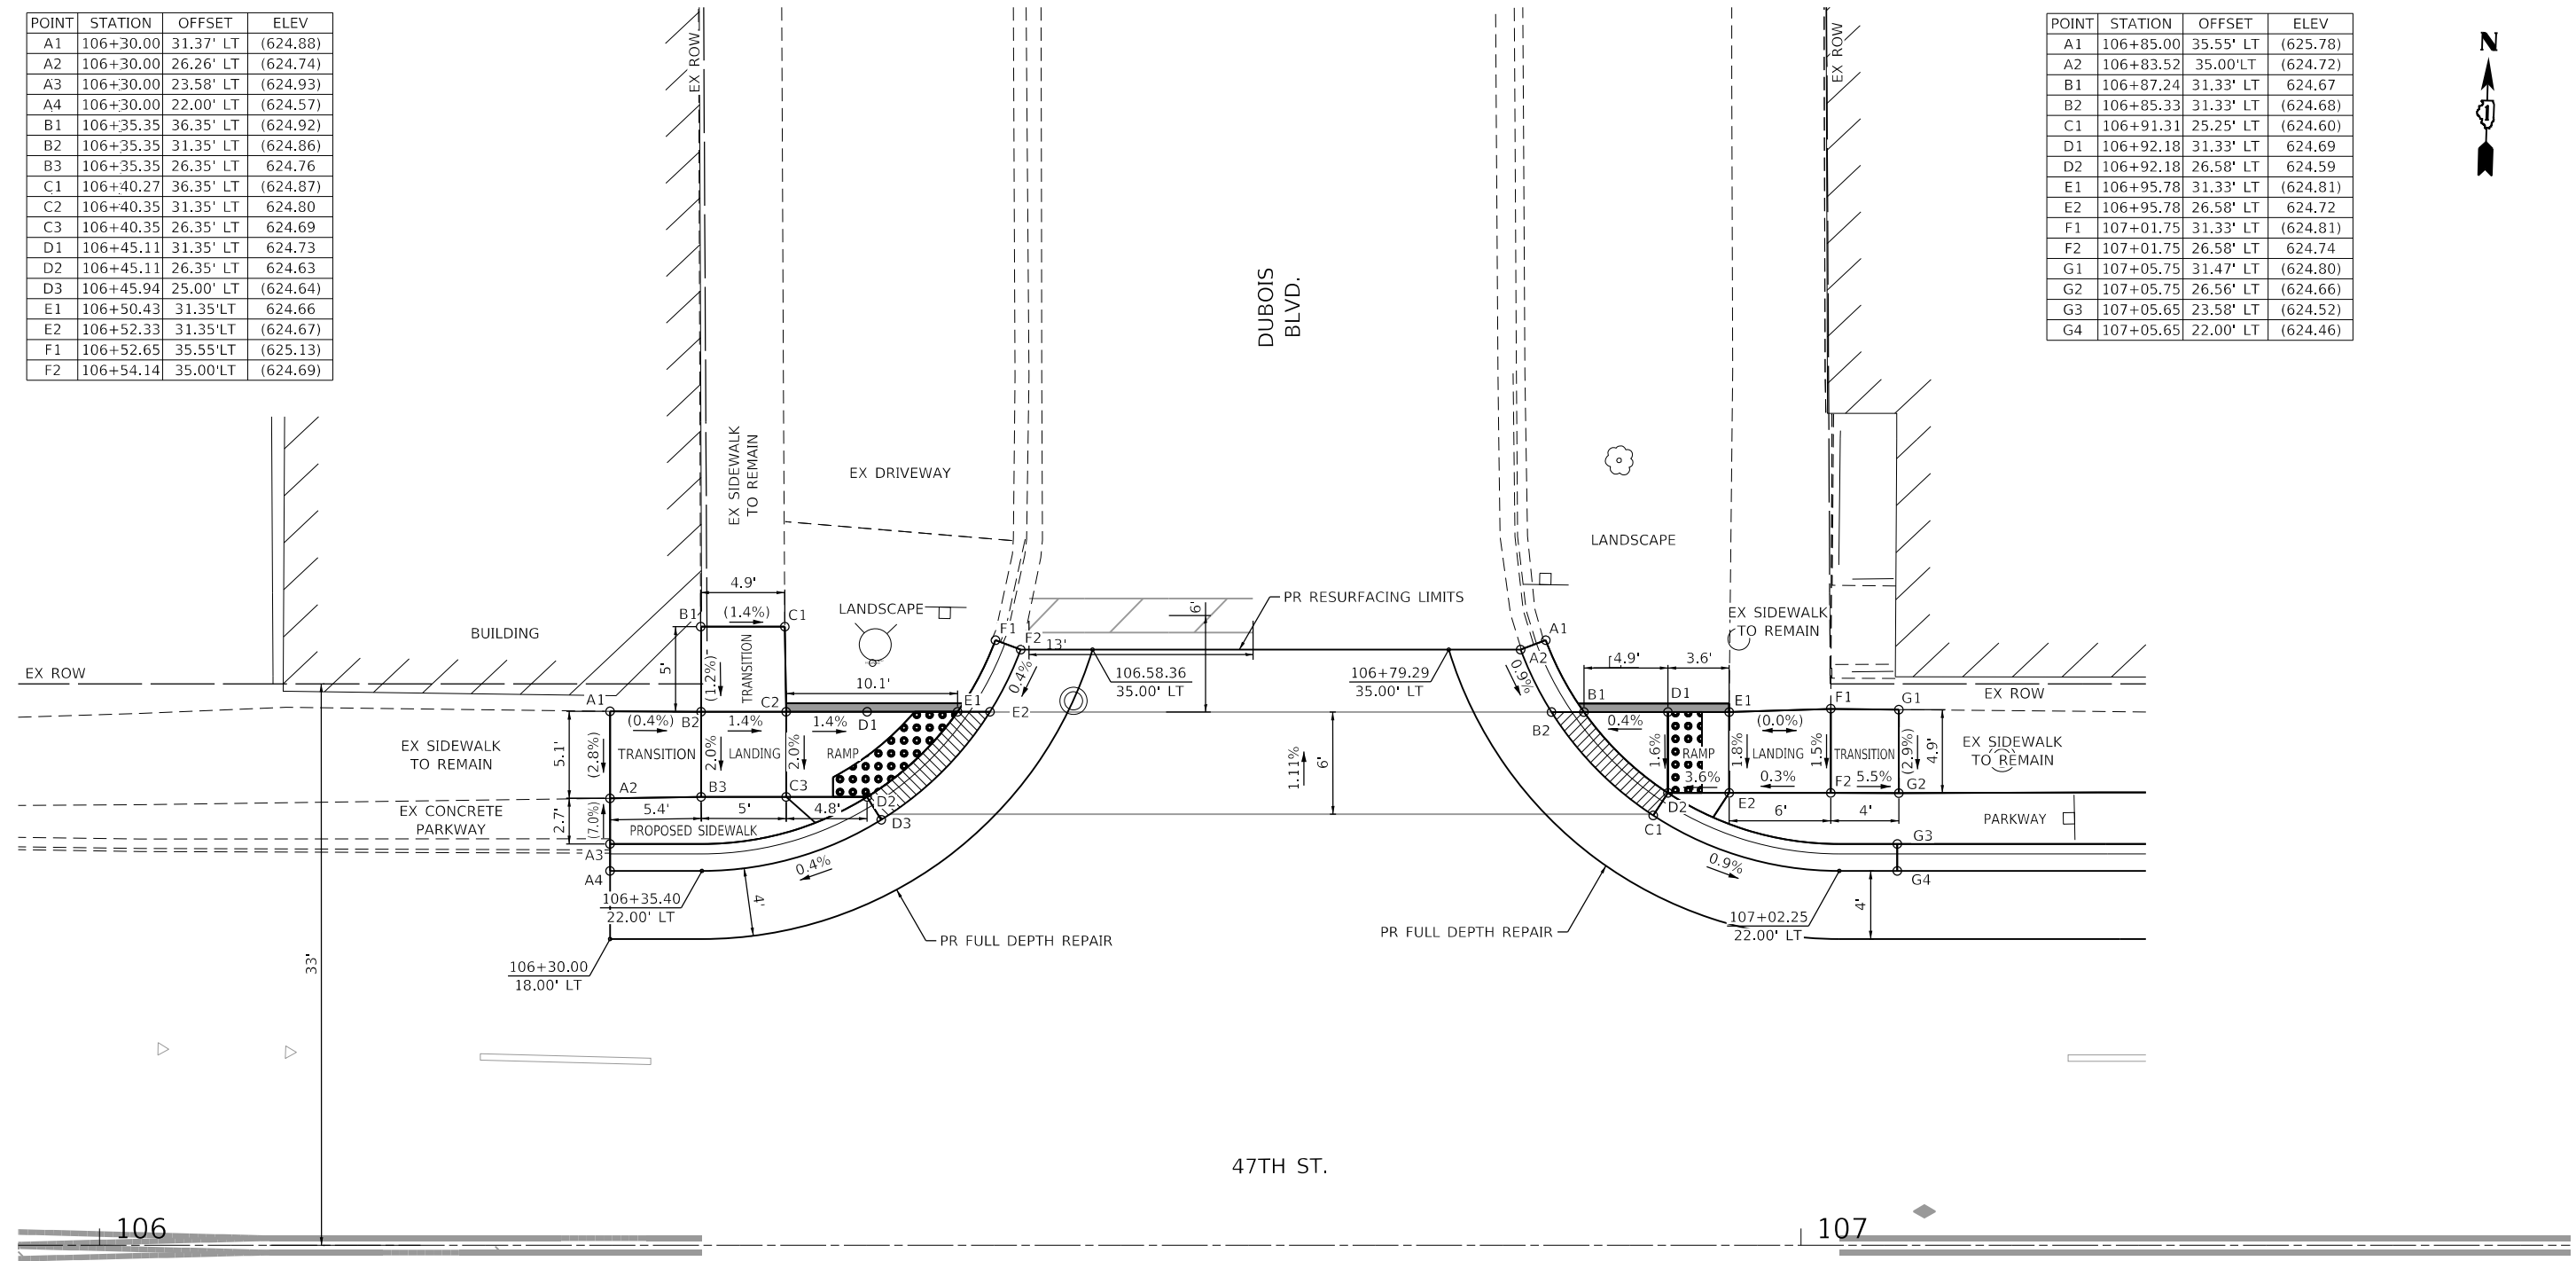 POINT STATION OFFSET ELEV
A1 106+30.00 31.37' LT (624.88)
A2 106+30.00 26.26' LT (624.74)
A3 106+30.00 23.58' LT (624.93)
A4 106+30.00 22.00' LT (624.57)
B1 106+35.35 36.35' LT (624.92)
B2 106+35.35 31.35' LT (624.86)
B3 106+35.35 26.35' LT 624.76
C1 106+40.27 36.35' LT (624.87)
C2 106+40.35 31.35' LT 624.80
C3 106+40.35 26.35' LT 624.69
D1 106+45.11 31.35' LT 624.73
D2 106+45.11 26.35' LT 624.63
D3 106+45.94 25.00' LT (624.64)
E1 106+50.43 31.35'LT 624.66
E2 106+52.33 31.35'LT (624.67)
F1 106+52.65 35.55'LT (625.13)
F2 106+54.14 35.00'LT (624.69)
POINT STATION OFFSET ELEV
A1 106+85.00 35.55' LT (625.78)
A2 106+83.52 35.00'LT (624.72)
B1 106+87.24 31.33' LT 624.67
B2 106+85.33 31.33' LT (624.68)
C1 106+91.31 25.25' LT (624.60)
D1 106+92.18 31.33' LT 624.69
D2 106+92.18 26.58' LT 624.59
E1 106+95.78 31.33' LT (624.81)
E2 106+95.78 26.58' LT 624.72
F1 107+01.75 31.33' LT (624.81)
F2 107+01.75 26.58' LT 624.74
G1 107+05.75 31.47' LT (624.80)
G2 107+05.75 26.56' LT (624.66)
G3 107+05.65 23.58' LT (624.52)
G4 107+05.65 22.00' LT (624.46)
N
1
EX ROW
EX ROW
DUBOIS
BLVD.
EX SIDEWALK
TO REMAIN
EX DRIVEWAY
LANDSCAPE
BUILDING
LANDSCAPE
EX ROW
4.9'
B1 (1.4%) C1
5'
(1.2%)
TRANSITION
10.1'
F1
F2
0.4%
13'
6'
PR RESURFACING LIMITS
106.58.36
35.00' LT
106+79.29
35.00' LT
A1
A2
0.9%
4.9'
3.6'
EX SIDEWALK
TO REMAIN
EX ROW
A1
(0.4%)
B2
1.4%
C2
1.4%
D1
E1
E2
B1
B2
D1
E1
F1
G1
0.4%
(0.0%)
EX SIDEWALK
TO REMAIN
5.1'
(2.8%)
TRANSITION
2.0%
LANDING
2.0%
RAMP
1.11%
6'
1.6%
RAMP
1.8%
LANDING
1.5%
TRANSITION
(2.9%)
4.9'
EX SIDEWALK
TO REMAIN
3.6%
0.3%
F2
5.5%
A2
B3
C3
D2
D3
D2
C1
E2
G2
EX CONCRETE
PARKWAY
2.7'
(7.0%)
5.4'
5'
4.8'
6'
4'
PROPOSED SIDEWALK
PARKWAY
A3
A4
0.4%
0.9%
G3
G4
4'
4'
106+35.40
22.00' LT
107+02.25
22.00' LT
PR FULL DEPTH REPAIR
PR FULL DEPTH REPAIR
106+30.00
18.00' LT
33'
47TH ST.
106
107